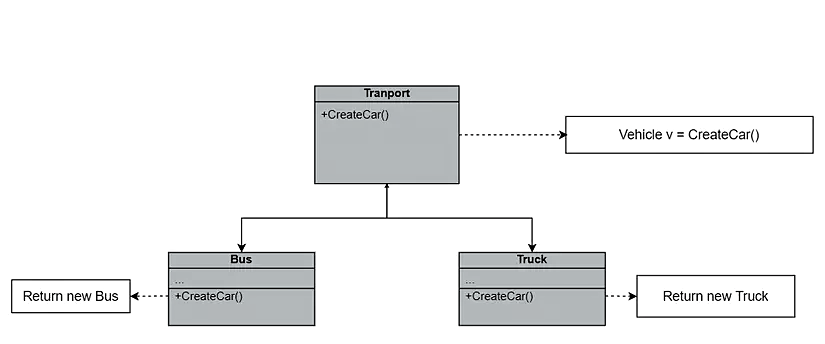 Tranport
+CreateCar()
Vehicle v = CreateCar()
Bus
...
+CreateCar()
Return new Bus
Truck
...
+CreateCar()
Return new Truck